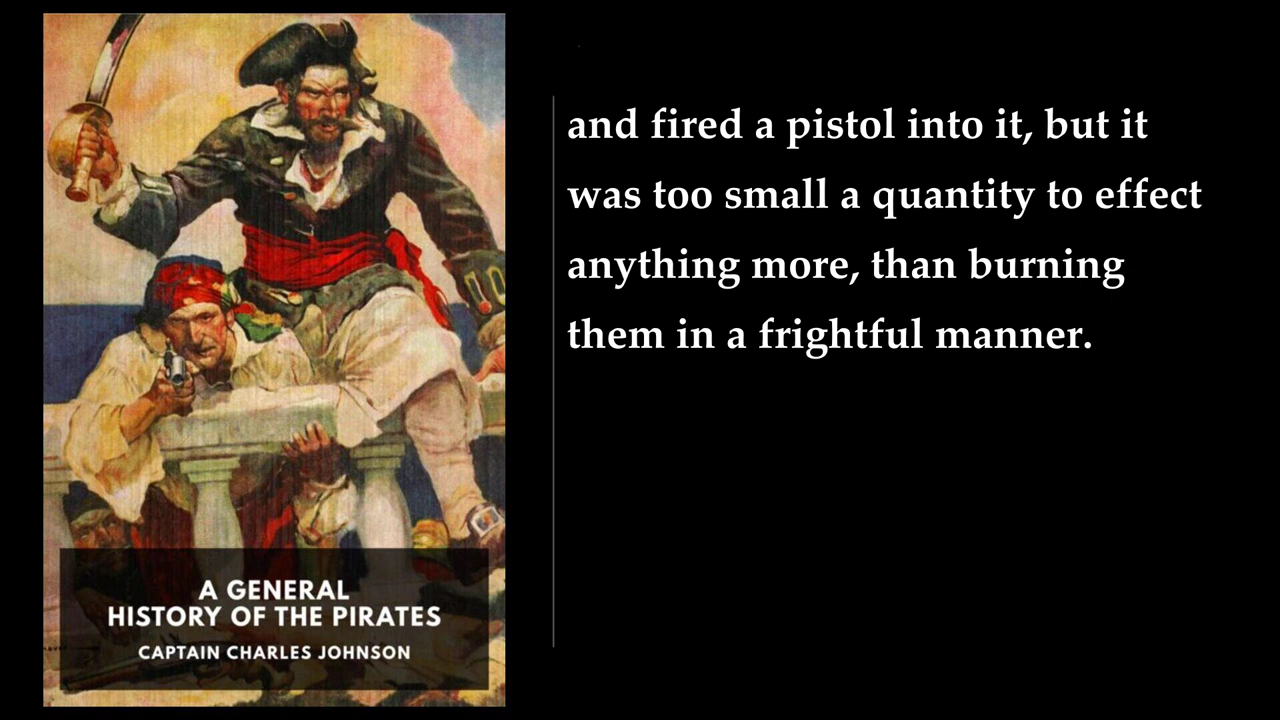 and fired a pistol into it, but it
was too small a quantity to effect
anything more, than burning
them in a frightful manner.
A GENERAL
HISTORY OF THE PIRATES
CAPTAIN CHARLES JOHNSON